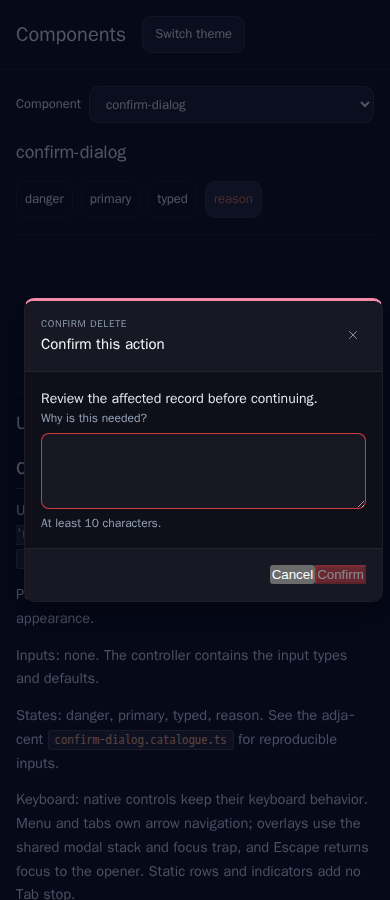 Components
Switch theme
Component
confirm-dialog
confirm-dialog
danger
primary
typed
reason
CONFIRM DELETE
Confirm this action
Review the affected record before continuing.
Why is this needed?
At least 10 characters.
Cancel
Confirm
appearance.
Inputs: none. The controller contains the input types
and defaults.
States: danger, primary, typed, reason. See the adja-
cent confirm-dialog.catalogue.ts for reproducible
inputs.
Keyboard: native controls keep their keyboard behavior.
Menu and tabs own arrow navigation; overlays use the
shared modal stack and focus trap, and Escape returns
focus to the opener. Static rows and indicators add no
Tab stop.